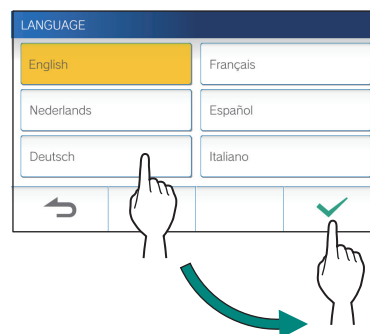 LANGUAGE
English
Français
Nederlands
Español
Deutsch
Italiano